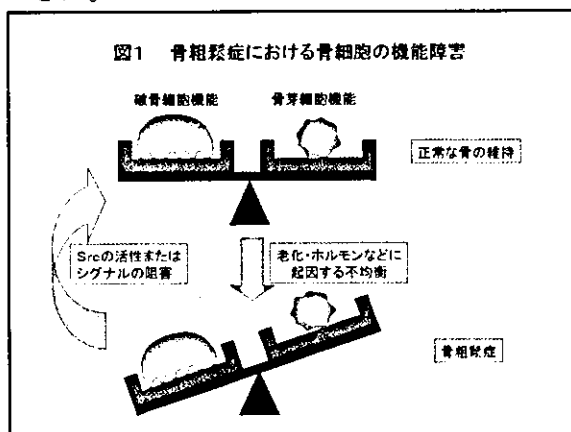 図1　骨粗鬆症における骨細胞の機能障害
破骨細胞機能
骨芽細胞機能
正常な骨の維持
Srcの活性または
シグナルの阻害
老化・ホルモンなどに
起因する不均衡
骨粗鬆症